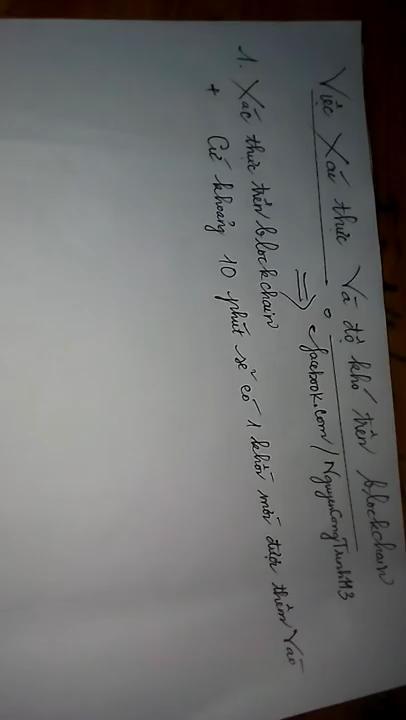 Việc Xác thực Và độ khó trên blockchain
=> facebook.com/NguyenCongTrinh113
1. Xác thực trên blockchain
+ Cứ khoảng 10 phút sẽ có 1 khối mới được thêm Vào